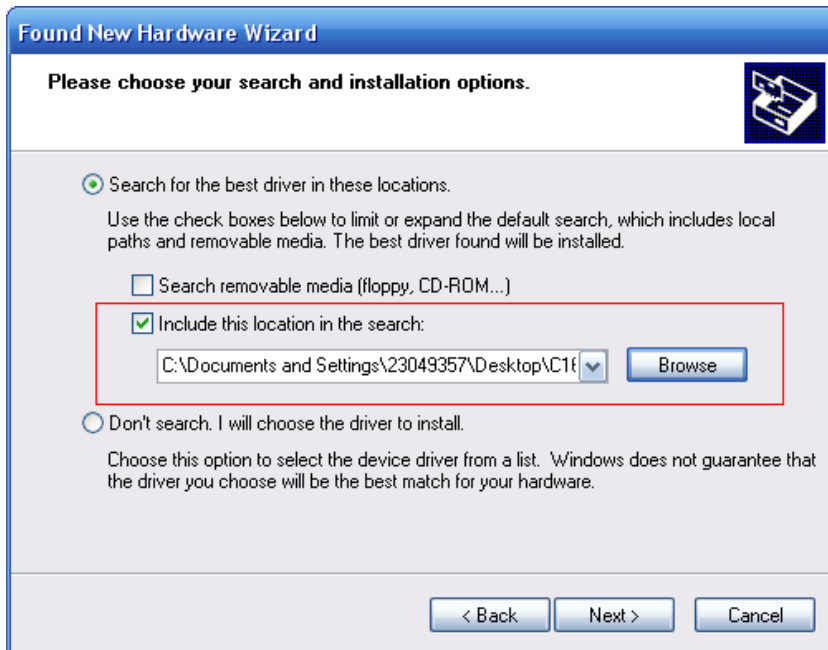 Found New Hardware Wizard
Please choose your search and installation options.
Search for the best driver in these locations.
Use the check boxes below to limit or expand the default search, which includes local
paths and removable media. The best driver found will be installed.
Search removable media (floppy, CD-ROM...)
Include this location in the search:
C:\Documents and Settings\23049357\Desktop\C16
Browse
Don't search. I will choose the driver to install.
Choose this option to select the device driver from a list. Windows does not guarantee that
the driver you choose will be the best match for your hardware.
< Back
Next >
Cancel